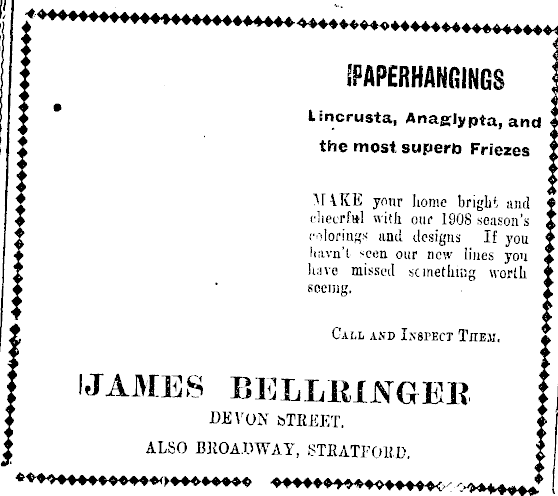 PAPERHANGINGS
Lincrusta, Anaglypta, and
the most superb Friezes
MAKE your home bright and
cheerful with our 1908 season's
colorings and designs If you
havn't seen our new lines you
have missed something worth
seeing.
CALL AND INSPECT THEM.
JAMES BELLRINGER
DEVON STREET.
ALSO BROADWAY, STRATFORD.